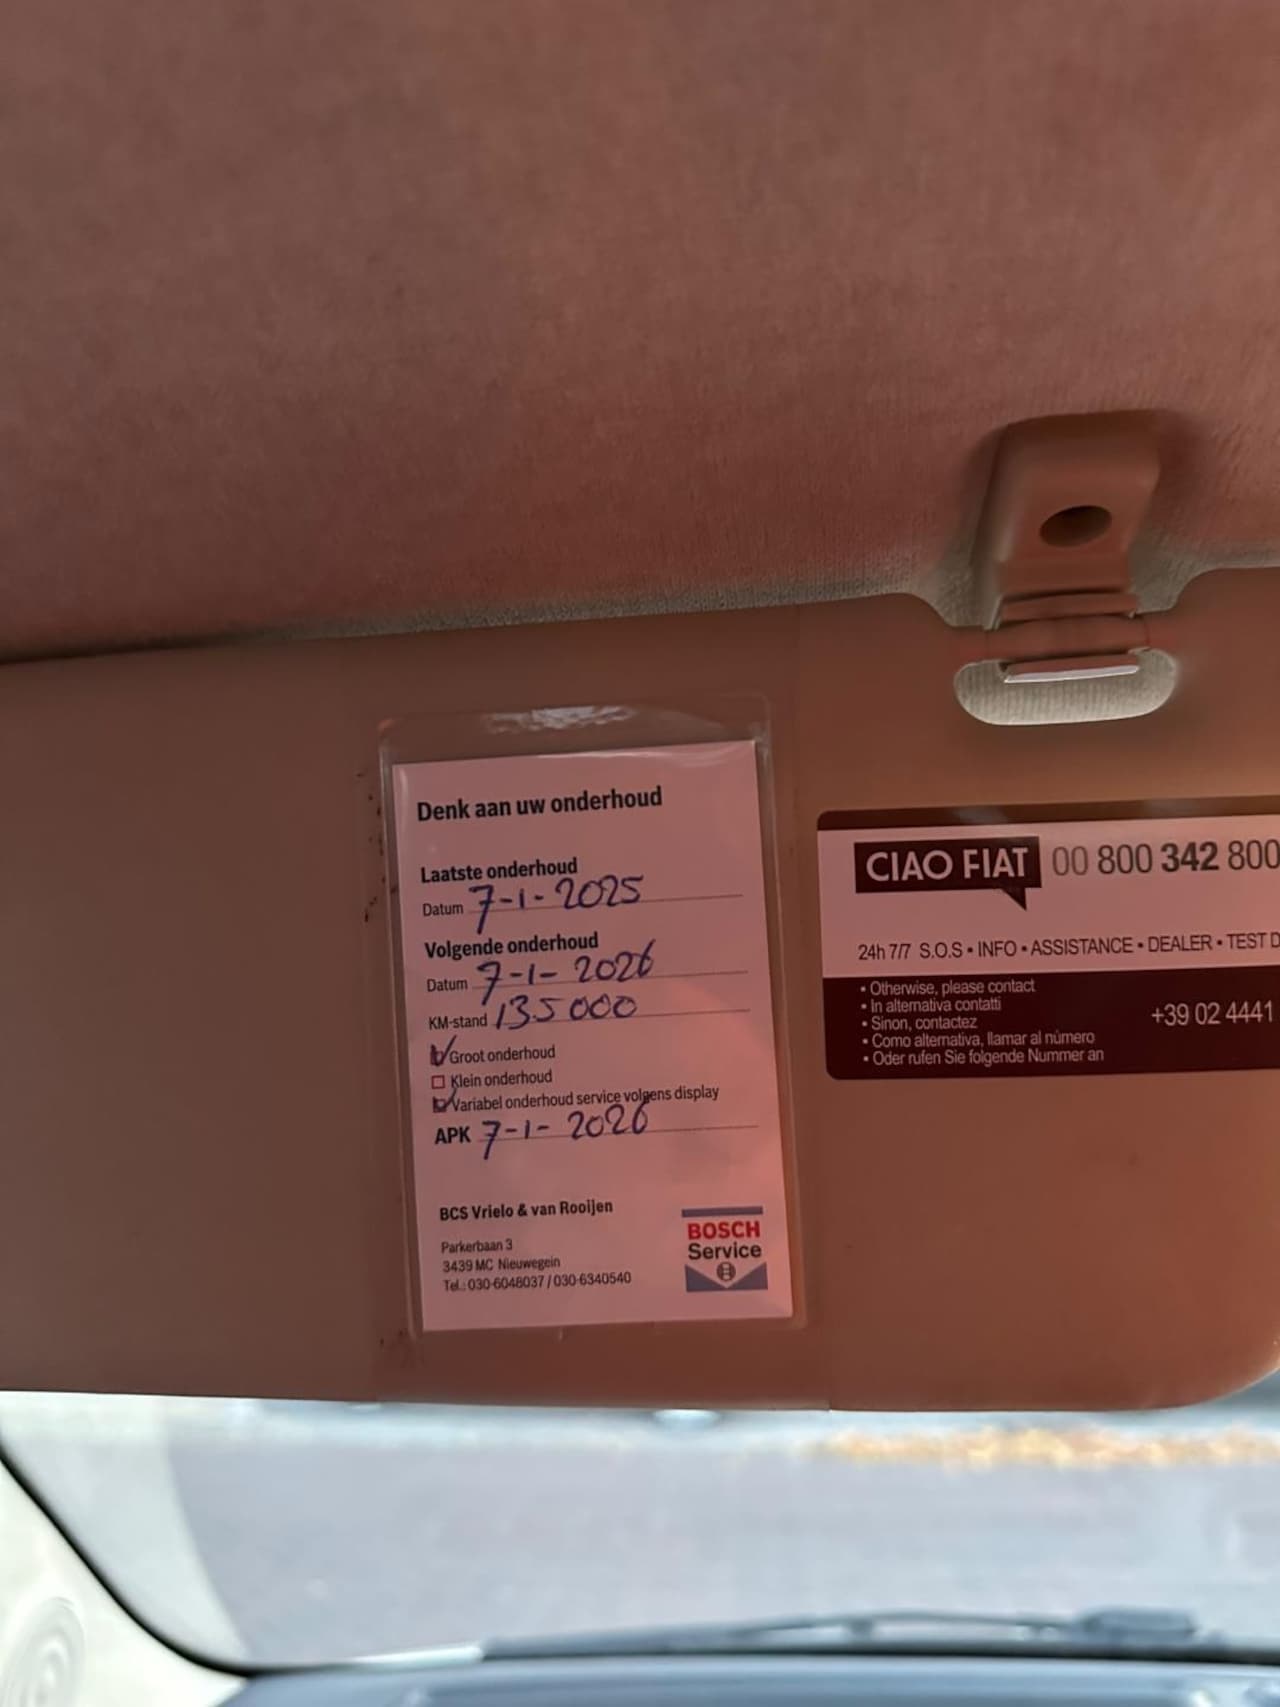 Denk aan uw onderhoud
Laatste onderhoud
Datum 7-1-2025
Volgende onderhoud
Datum 7-1-2026
KM-stand 135000
Groot onderhoud
Klein onderhoud
Variabel onderhoud service volgens display
APK 7-1-2026
BCS Vrielo & van Rooijen
Parkerbaan 3
3439 MC Nieuwegein
Tel.: 030-6048037 / 030-6340540
BOSCH
Service
CIAO FIAT 00 800 342 800
24h 7/7 S.O.S • INFO • ASSISTANCE • DEALER • TEST D
• Otherwise, please contact
• In alternativa contatti
• Sinon, contactez
• Como alternativa, llamar al número
• Oder rufen Sie folgende Nummer an
+39 02 4441